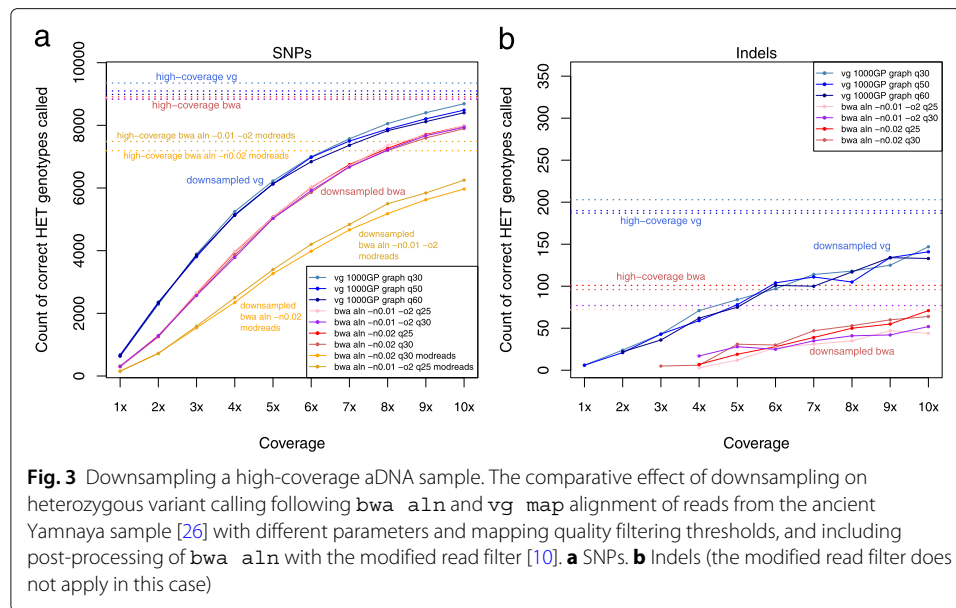 a
SNPs
Count of correct HET genotypes called
0
2000
4000
6000
8000
10000
high−coverage vg
high−coverage bwa
high−coverage bwa aln −0.01 −o2 modreads
high−coverage bwa aln −n0.02 modreads
downsampled vg
downsampled bwa
downsampled
bwa aln −n0.01 −o2
modreads
downsampled
bwa aln −n0.02
modreads
vg 1000GP graph q30
vg 1000GP graph q50
vg 1000GP graph q60
bwa aln −n0.01 −o2 q25
bwa aln −n0.01 −o2 q30
bwa aln −n0.02 q25
bwa aln −n0.02 q30
bwa aln −n0.02 q30 modreads
bwa aln −n0.01 −o2 q25 modreads
1x 2x 3x 4x 5x 6x 7x 8x 9x 10x
Coverage
b
Indels
Count of correct HET genotypes called
0
50
100
150
200
250
300
350
vg 1000GP graph q30
vg 1000GP graph q50
vg 1000GP graph q60
bwa aln −n0.01 −o2 q25
bwa aln −n0.01 −o2 q30
bwa aln −n0.02 q25
bwa aln −n0.02 q30
high−coverage vg
downsampled vg
high−coverage bwa
downsampled bwa
1x 2x 3x 4x 5x 6x 7x 8x 9x 10x
Coverage
Fig. 3 Downsampling a high-coverage aDNA sample. The comparative effect of downsampling on
heterozygous variant calling following bwa aln and vg map alignment of reads from the ancient
Yamnaya sample [26] with different parameters and mapping quality filtering thresholds, and including
post-processing of bwa aln with the modified read filter [10]. a SNPs. b Indels (the modified read filter does
not apply in this case)